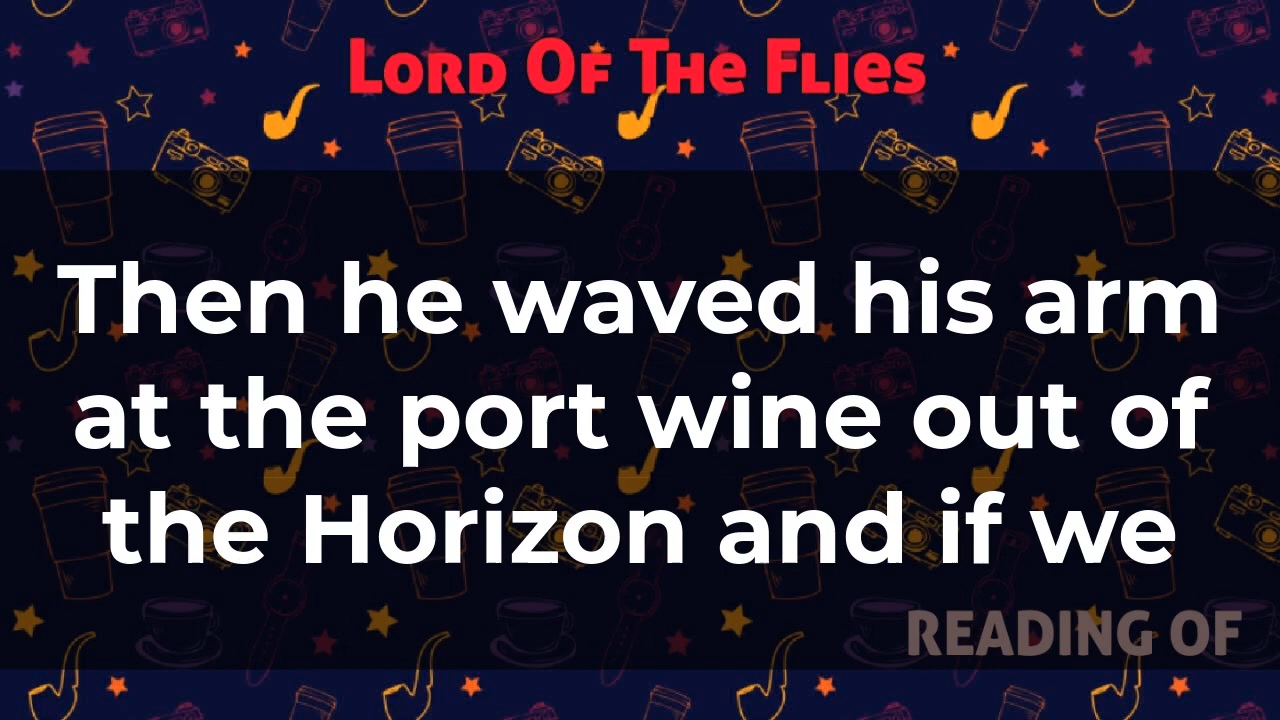 Lord Of The Flies
Then he waved his arm
at the port wine out of
the Horizon and if we
READING OF